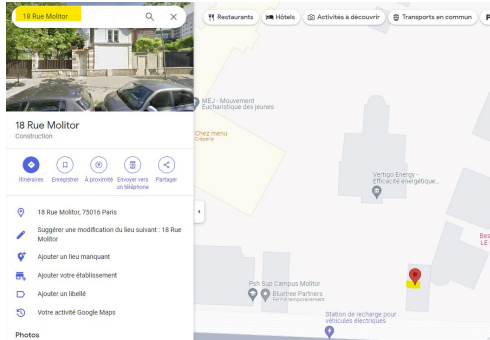 18 Rue Molitor
Restaurants
Hôtels
Activités à découvrir
Transports en commun
P
18 Rue Molitor
Construction
Itinéraires
Enregistrer
À proximité
Envoyer vers un téléphone
Partager
18 Rue Molitor, 75016 Paris
Suggérer une modification du lieu suivant : 18 Rue
Molitor
Ajouter un lieu manquant
Ajouter votre établissement
Ajouter un libellé
Votre activité Google Maps
Photos
MEJ - Mouvement
Eucharistique des jeunes
Chez menu
Crêperie
Vertigo Energy -
Efficacité énergétique...
Bes
LE
Psh Sup Campus Molitor
Bluetree Partners
Fermé temporairement
Station de recharge pour
véhicules électriques